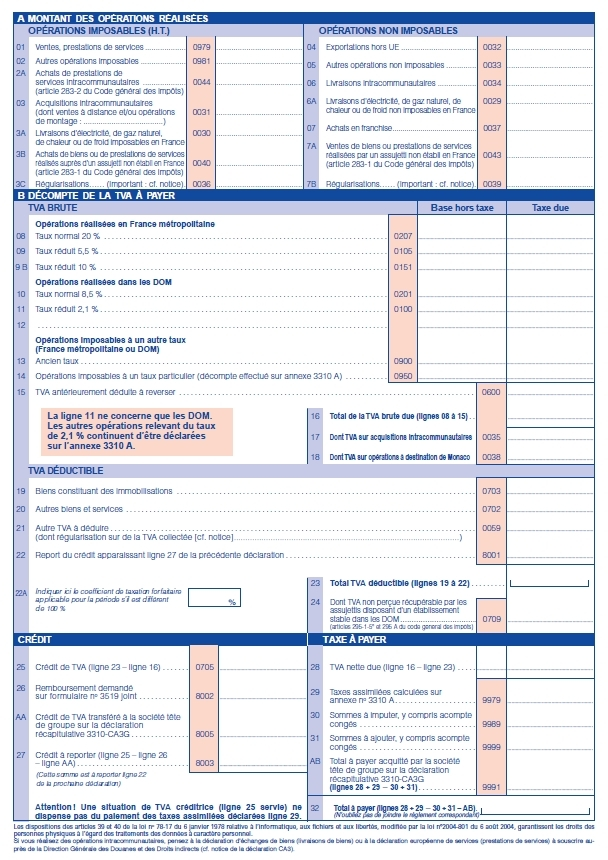 A MONTANT DES OPÉRATIONS RÉALISÉES
OPÉRATIONS IMPOSABLES (H.T.)
01 Ventes, prestations de services 0979
02 Autres opérations imposables 0981
2A Achats de prestations de
services intracommunautaires 0044
(article 283-2 du Code général des impôts)
03 Acquisitions intracommunautaires
(dont ventes à distance et/ou opérations 0031
de montage : ..............................)
3A Livraisons d'électricité, de gaz naturel, 0030
de chaleur ou de froid imposables en France
3B Achats de biens ou de prestations de services
réalisés auprès d'un assujetti non établi en France 0040
(article 283-1 du Code général des impôts)
3C Régularisations...... (important : cf. notice) 0036
OPÉRATIONS NON IMPOSABLES
04 Exportations hors UE 0032
05 Autres opérations non imposables 0033
06 Livraisons intracommunautaires 0034
6A Livraisons d'électricité, de gaz naturel, de 0029
chaleur ou de froid non imposables en France
07 Achats en franchise 0037
7A Ventes de biens ou prestations de services
réalisées par un assujetti non établi en France 0043
(article 283-1 du Code général des impôts)
7B Régularisations...... (important : cf. notice) 0039
B DÉCOMPTE DE LA TVA À PAYER
TVA BRUTE Base hors taxe Taxe due
Opérations réalisées en France métropolitaine
08 Taux normal 20 % 0207
09 Taux réduit 5,5 % 0105
9 B Taux réduit 10 % 0151
Opérations réalisées dans les DOM
10 Taux normal 8,5 % 0201
11 Taux réduit 2,1 % 0100
12
Opérations imposables à un autre taux
(France métropolitaine ou DOM)
13 Ancien taux 0900
14 Opérations imposables à un taux particulier (décompte effectué sur annexe 3310 A) 0950
15 TVA antérieurement déduite à reverser 0600
La ligne 11 ne concerne que les DOM.
Les autres opérations relevant du taux
de 2,1 % continuent d'être déclarées
sur l'annexe 3310 A.
16 Total de la TVA brute due (lignes 08 à 15)
17 Dont TVA sur acquisitions intracommunautaires 0035
18 Dont TVA sur opérations à destination de Monaco 0038
TVA DÉDUCTIBLE
19 Biens constituant des immobilisations 0703
20 Autres biens et services 0702
21 Autre TVA à déduire 0059
(dont régularisation sur de la TVA collectée [cf. notice]..............................)
22 Report du crédit apparaissant ligne 27 de la précédente déclaration 8001
22A Indiquer ici le coefficient de taxation forfaitaire
applicable pour la période s'il est différent %
de 100 %
23 Total TVA déductible (lignes 19 à 22)
24 Dont TVA non perçue récupérable par les
assujettis disposant d'un établissement
stable dans les DOM 0709
(articles 295-1-5° et 295 A du code général des impôts)
CRÉDIT
25 Crédit de TVA (ligne 23 – ligne 16) 0705
26 Remboursement demandé
sur formulaire n° 3519 joint 8002
AA Crédit de TVA transféré à la société tête
de groupe sur la déclaration
récapitulative 3310-CA3G 8005
27 Crédit à reporter (ligne 25 – ligne 26
– ligne AA) 8003
(Cette somme est à reporter ligne 22
de la prochaine déclaration)
Attention ! Une situation de TVA créditrice (ligne 25 servie) ne
dispense pas du paiement des taxes assimilées déclarées ligne 29.
TAXE À PAYER
28 TVA nette due (ligne 16 – ligne 23)
29 Taxes assimilées calculées sur
annexe n° 3310 A 9979
30 Sommes à imputer, y compris acompte
congés 9989
31 Sommes à ajouter, y compris acompte
congés 9999
AB Total à payer acquitté par la société
tête de groupe sur la déclaration
récapitulative 3310-CA3G
(lignes 28 + 29 – 30 + 31) 9991
32 Total à payer (lignes 28 + 29 – 30 + 31 – AB)
(N'oubliez pas de joindre le règlement correspondant)
Les dispositions des articles 39 et 40 de la loi n° 78-17 du 6 janvier 1978 relative à l'informatique, aux fichiers et aux libertés, modifiée par la loi n°2004-801 du 6 août 2004, garantissent les droits des
personnes physiques à l'égard des traitements des données à caractère personnel.
Si vous réalisez des opérations intracommunautaires, pensez à la déclaration d'échanges de biens (livraisons de biens) ou à la déclaration européenne de services (prestations de services) à souscrire au-
près de la Direction Générale des Douanes et des Droits indirects (cf. notice de la déclaration CA3).